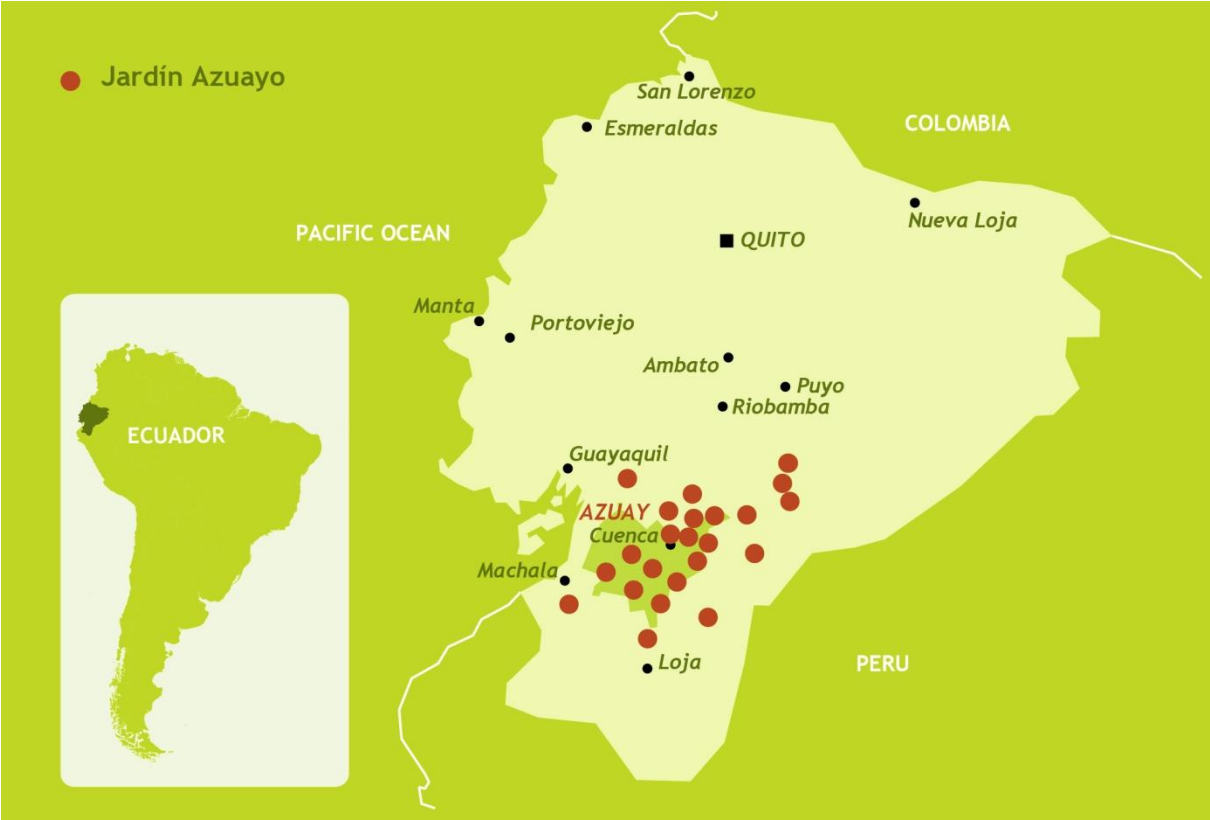 Jardín Azuayo
San Lorenzo
Esmeraldas
COLOMBIA
Nueva Loja
PACIFIC OCEAN
QUITO
Manta
Portoviejo
Ambato
Puyo
Riobamba
ECUADOR
Guayaquil
AZUAY
Cuenca
Machala
Loja
PERU